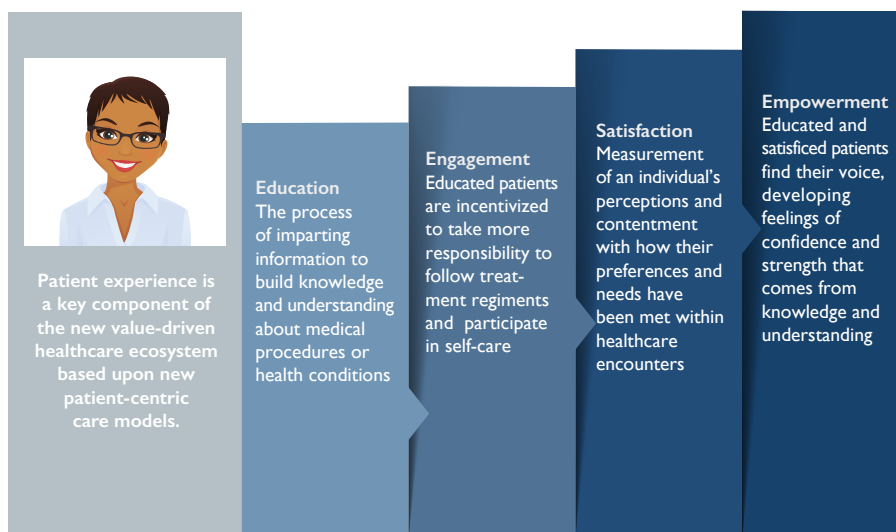 Patient experience is
a key component of
the new value-driven
healthcare ecosystem
based upon new
patient-centric
care models.
Education
The process
of imparting
information to
build knowledge
and understanding
about medical
procedures or
health conditions
Engagement
Educated patients
are incentivized
to take more
responsibility to
follow treat-
ment regiments
and participate
in self-care
Satisfaction
Measurement
of an individual’s
perceptions and
contentment
with how their
preferences and
needs have
been met within
healthcare
encounters
Empowerment
Educated and
satisficed patients
find their voice,
developing
feelings of
confidence and
strength that
comes from
knowledge and
understanding